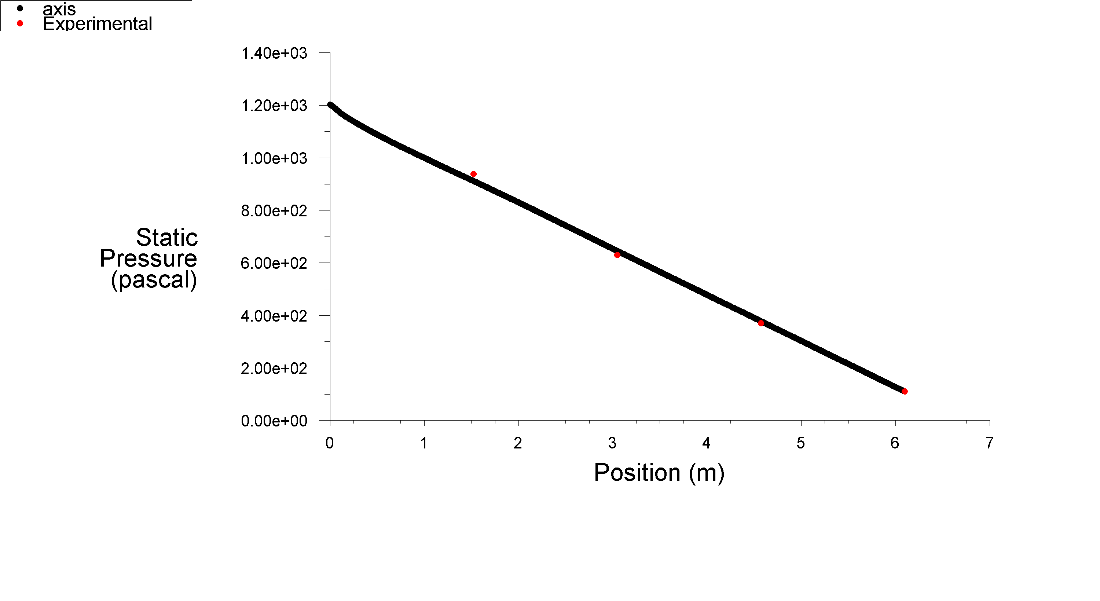 axis
Experimental
1.40e+03
1.20e+03
1.00e+03
8.00e+02
6.00e+02
4.00e+02
2.00e+02
0.00e+00
Static
Pressure
(pascal)
0 1 2 3 4 5 6 7
Position (m)